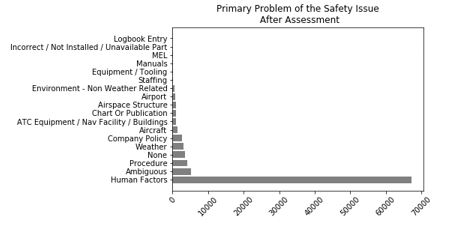 Primary Problem of the Safety Issue
After Assessment
Logbook Entry
Incorrect / Not Installed / Unavailable Part
MEL
Manuals
Equipment / Tooling
Staffing
Environment - Non Weather Related
Airport
Airspace Structure
Chart Or Publication
ATC Equipment / Nav Facility / Buildings
Aircraft
Company Policy
Weather
None
Procedure
Ambiguous
Human Factors
0 10000 20000 30000 40000 50000 60000 70000